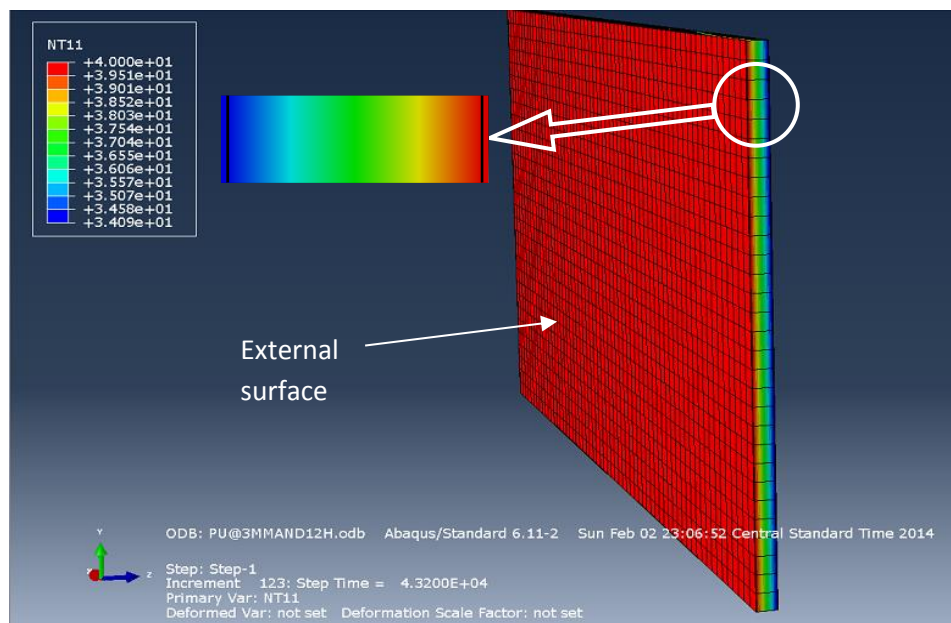 NT11
+4.000e+01
+3.951e+01
+3.901e+01
+3.852e+01
+3.803e+01
+3.754e+01
+3.704e+01
+3.655e+01
+3.606e+01
+3.557e+01
+3.507e+01
+3.458e+01
+3.409e+01
External
surface
Y
Z
ODB: PU@3MMAND12H.odb Abaqus/Standard 6.11-2 Sun Feb 02 23:06:52 Central Standard Time 2014
Step: Step-1
Increment 123: Step Time = 4.3200E+04
Primary Var: NT11
Deformed Var: not set Deformation Scale Factor: not set